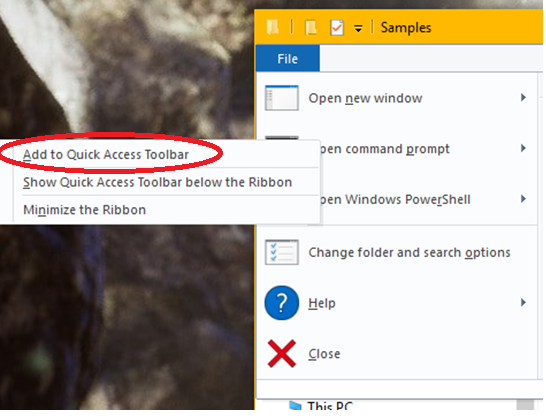 Samples
File
Open new window
Add to Quick Access Toolbar
pen command prompt
Show Quick Access Toolbar below the Ribbon
pen Windows PowerShell
Minimize the Ribbon
Change folder and search options
Help
Close
This PC